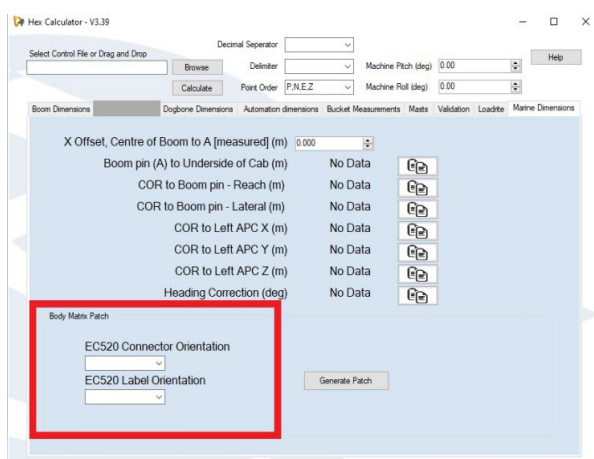 Hex Calculator - V3.39
Decimal Seperator
Select Control File or Drag and Drop
Browse Delimiter Machine Pitch (deg) 0.00 Help
Calculate Point Order P,N,E,Z Machine Roll (deg) 0.00
Boom Dimensions Dogbone Dimensions Automation dimensions Bucket Measurements Masts Validation Loadrite Marine Dimensions
X Offset, Centre of Boom to A [measured] (m) 0.000
Boom pin (A) to Underside of Cab (m) No Data
COR to Boom pin - Reach (m) No Data
COR to Boom pin - Lateral (m) No Data
COR to Left APC X (m) No Data
COR to Left APC Y (m) No Data
COR to Left APC Z (m) No Data
Heading Correction (deg) No Data
Body Matrix Patch
EC520 Connector Orientation
EC520 Label Orientation
Generate Patch